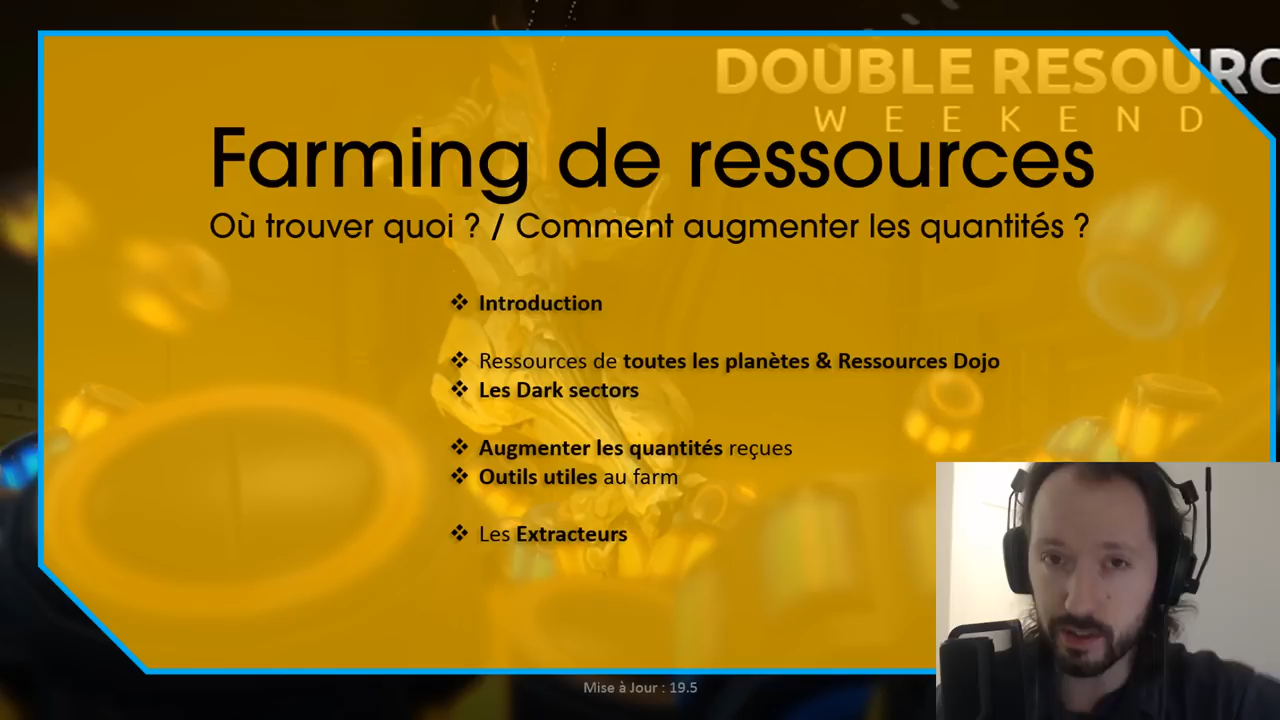 DOUBLE RESOURC
WEEKEND
Farming de ressources
Où trouver quoi ? / Comment augmenter les quantités ?
❖ Introduction
❖ Ressources de toutes les planètes & Ressources Dojo
❖ Les Dark sectors
❖ Augmenter les quantités reçues
❖ Outils utiles au farm
❖ Les Extracteurs
Mise à Jour : 19.5